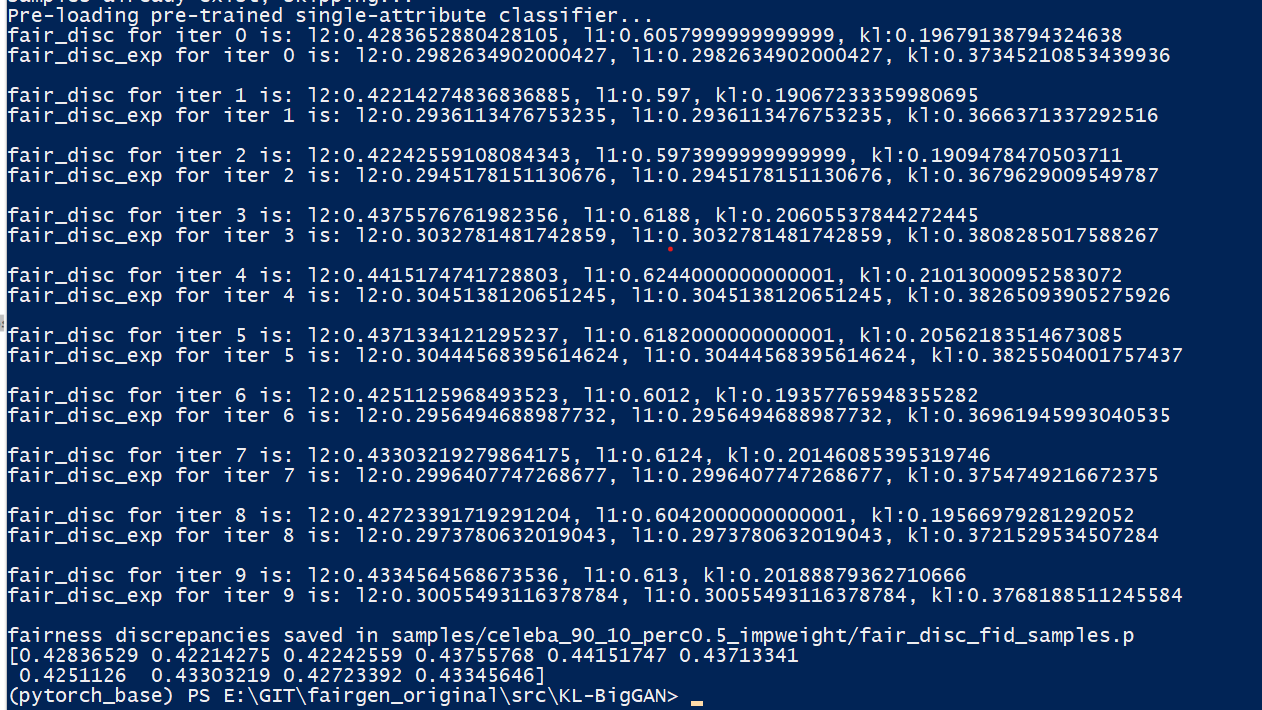 Samples already exist, skipping...
Pre-loading pre-trained single-attribute classifier...
fair_disc for iter 0 is: l2:0.4283652880428105, l1:0.6057999999999999, kl:0.19679138794324638
fair_disc_exp for iter 0 is: l2:0.2982634902000427, l1:0.2982634902000427, kl:0.37345210853439936
fair_disc for iter 1 is: l2:0.42214274836836885, l1:0.597, kl:0.19067233359980695
fair_disc_exp for iter 1 is: l2:0.2936113476753235, l1:0.2936113476753235, kl:0.3666371337292516
fair_disc for iter 2 is: l2:0.42242559108084343, l1:0.5973999999999999, kl:0.1909478470503711
fair_disc_exp for iter 2 is: l2:0.2945178151130676, l1:0.2945178151130676, kl:0.3679629009549787
fair_disc for iter 3 is: l2:0.4375576761982356, l1:0.6188, kl:0.20605537844272445
fair_disc_exp for iter 3 is: l2:0.3032781481742859, l1:0.3032781481742859, kl:0.3808285017588267
fair_disc for iter 4 is: l2:0.4415174741728803, l1:0.6244000000000001, kl:0.21013000952583072
fair_disc_exp for iter 4 is: l2:0.3045138120651245, l1:0.3045138120651245, kl:0.38265093905275926
fair_disc for iter 5 is: l2:0.4371334121295237, l1:0.6182000000000001, kl:0.20562183514673085
fair_disc_exp for iter 5 is: l2:0.30444568395614624, l1:0.30444568395614624, kl:0.3825504001757437
fair_disc for iter 6 is: l2:0.4251125968493523, l1:0.6012, kl:0.19357765948355282
fair_disc_exp for iter 6 is: l2:0.2956494688987732, l1:0.2956494688987732, kl:0.36961945993040535
fair_disc for iter 7 is: l2:0.43303219279864175, l1:0.6124, kl:0.20146085395319746
fair_disc_exp for iter 7 is: l2:0.2996407747268677, l1:0.2996407747268677, kl:0.3754749216672375
fair_disc for iter 8 is: l2:0.42723391719291204, l1:0.6042000000000001, kl:0.19566979281292052
fair_disc_exp for iter 8 is: l2:0.2973780632019043, l1:0.2973780632019043, kl:0.3721529534507284
fair_disc for iter 9 is: l2:0.4334564568673536, l1:0.613, kl:0.20188879362710666
fair_disc_exp for iter 9 is: l2:0.30055493116378784, l1:0.30055493116378784, kl:0.3768188511245584
fairness discrepancies saved in samples/celeba_90_10_perc0.5_impweight/fair_disc_fid_samples.p
[0.42836529 0.42214275 0.42242559 0.43755768 0.44151747 0.43713341
0.4251126  0.43303219 0.42723392 0.43345646]
(pytorch_base) PS E:\GIT\fairgen_original\src\KL-BigGAN>